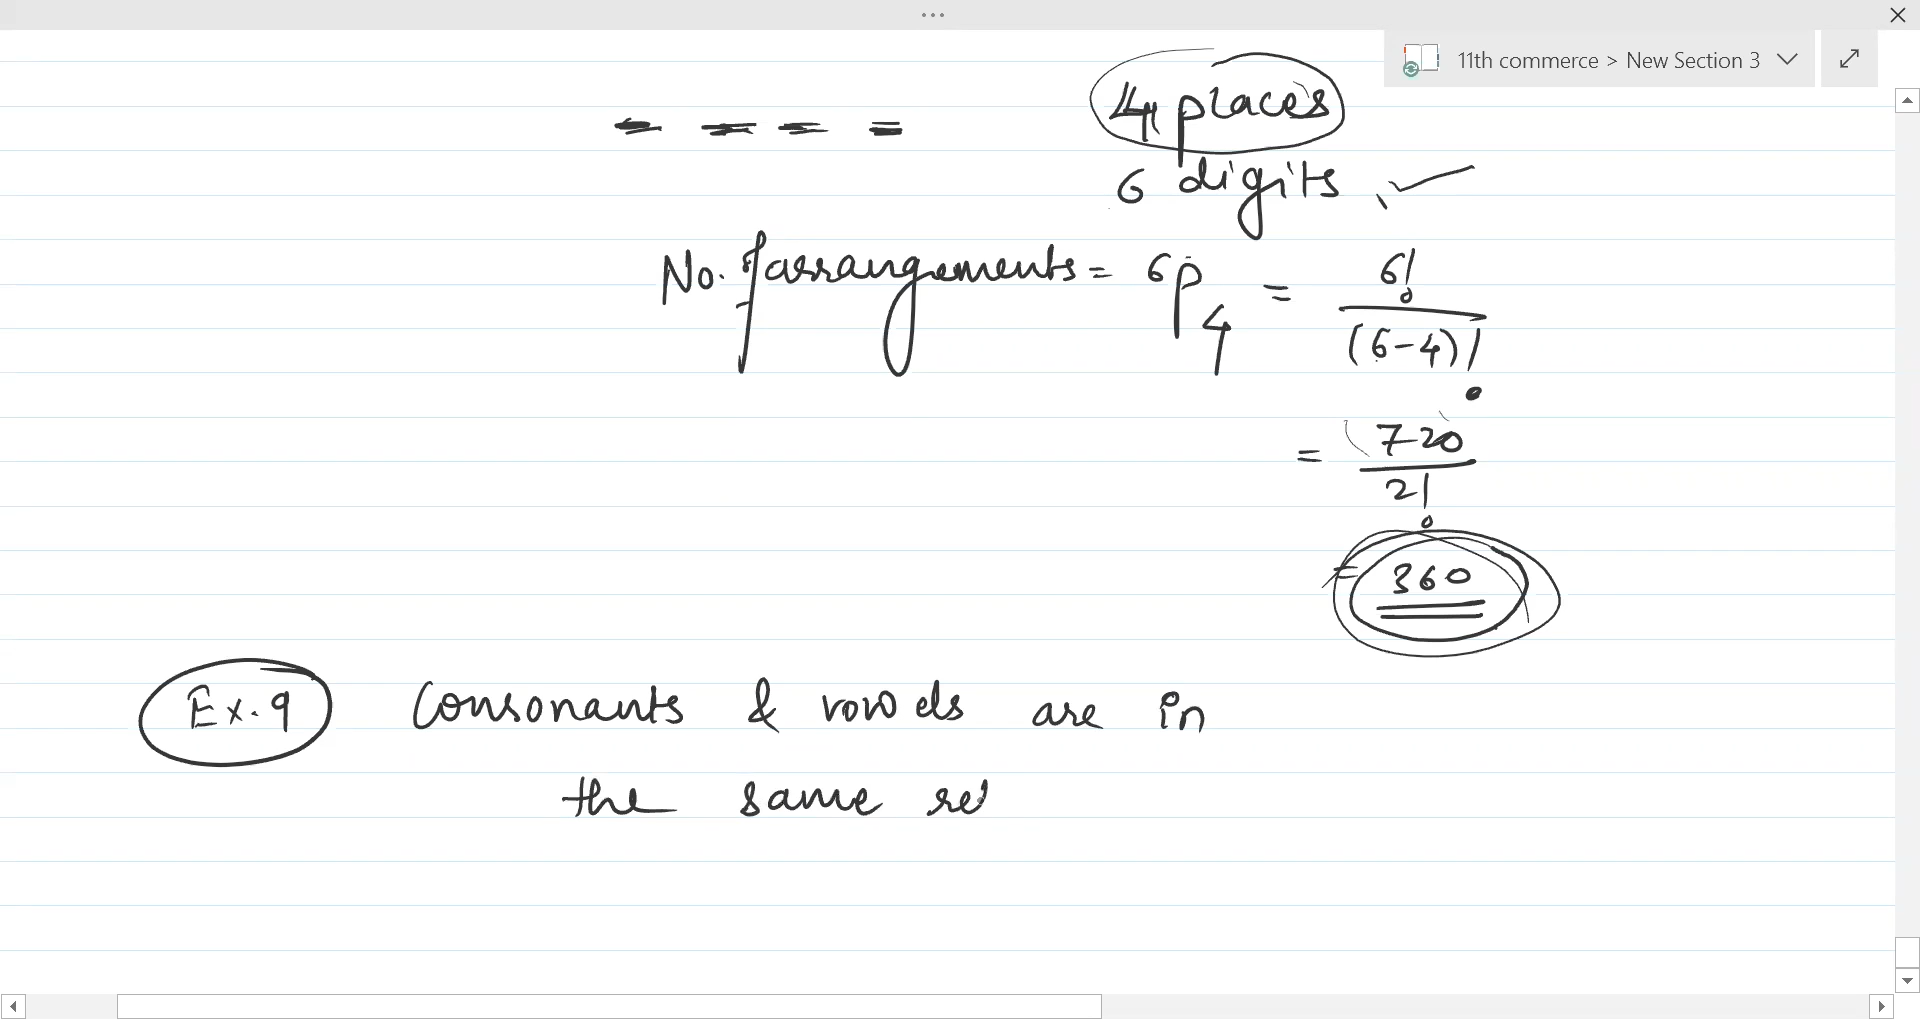 11th commerce > New Section 3
4 places
6 digits
No. of arrangements = ⁶P₄ = 6! / (6-4)!
= 720 / 2!
= 360
Ex.9 Consonants & vowels are in
the same